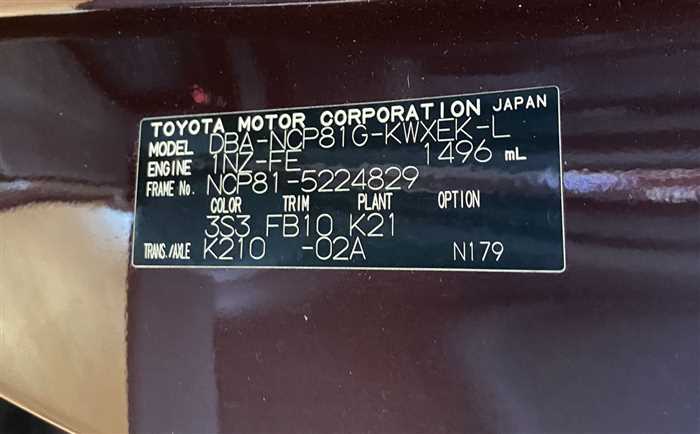 TOYOTA MOTOR CORPORATION JAPAN
MODEL DBA-NCP81G-KWXEK-L
ENGINE 1NZ-FE 1496 mL
FRAME No. NCP81-5224829
COLOR TRIM PLANT OPTION
3S3 FB10 K21
TRANS./AXLE K210 -02A N179